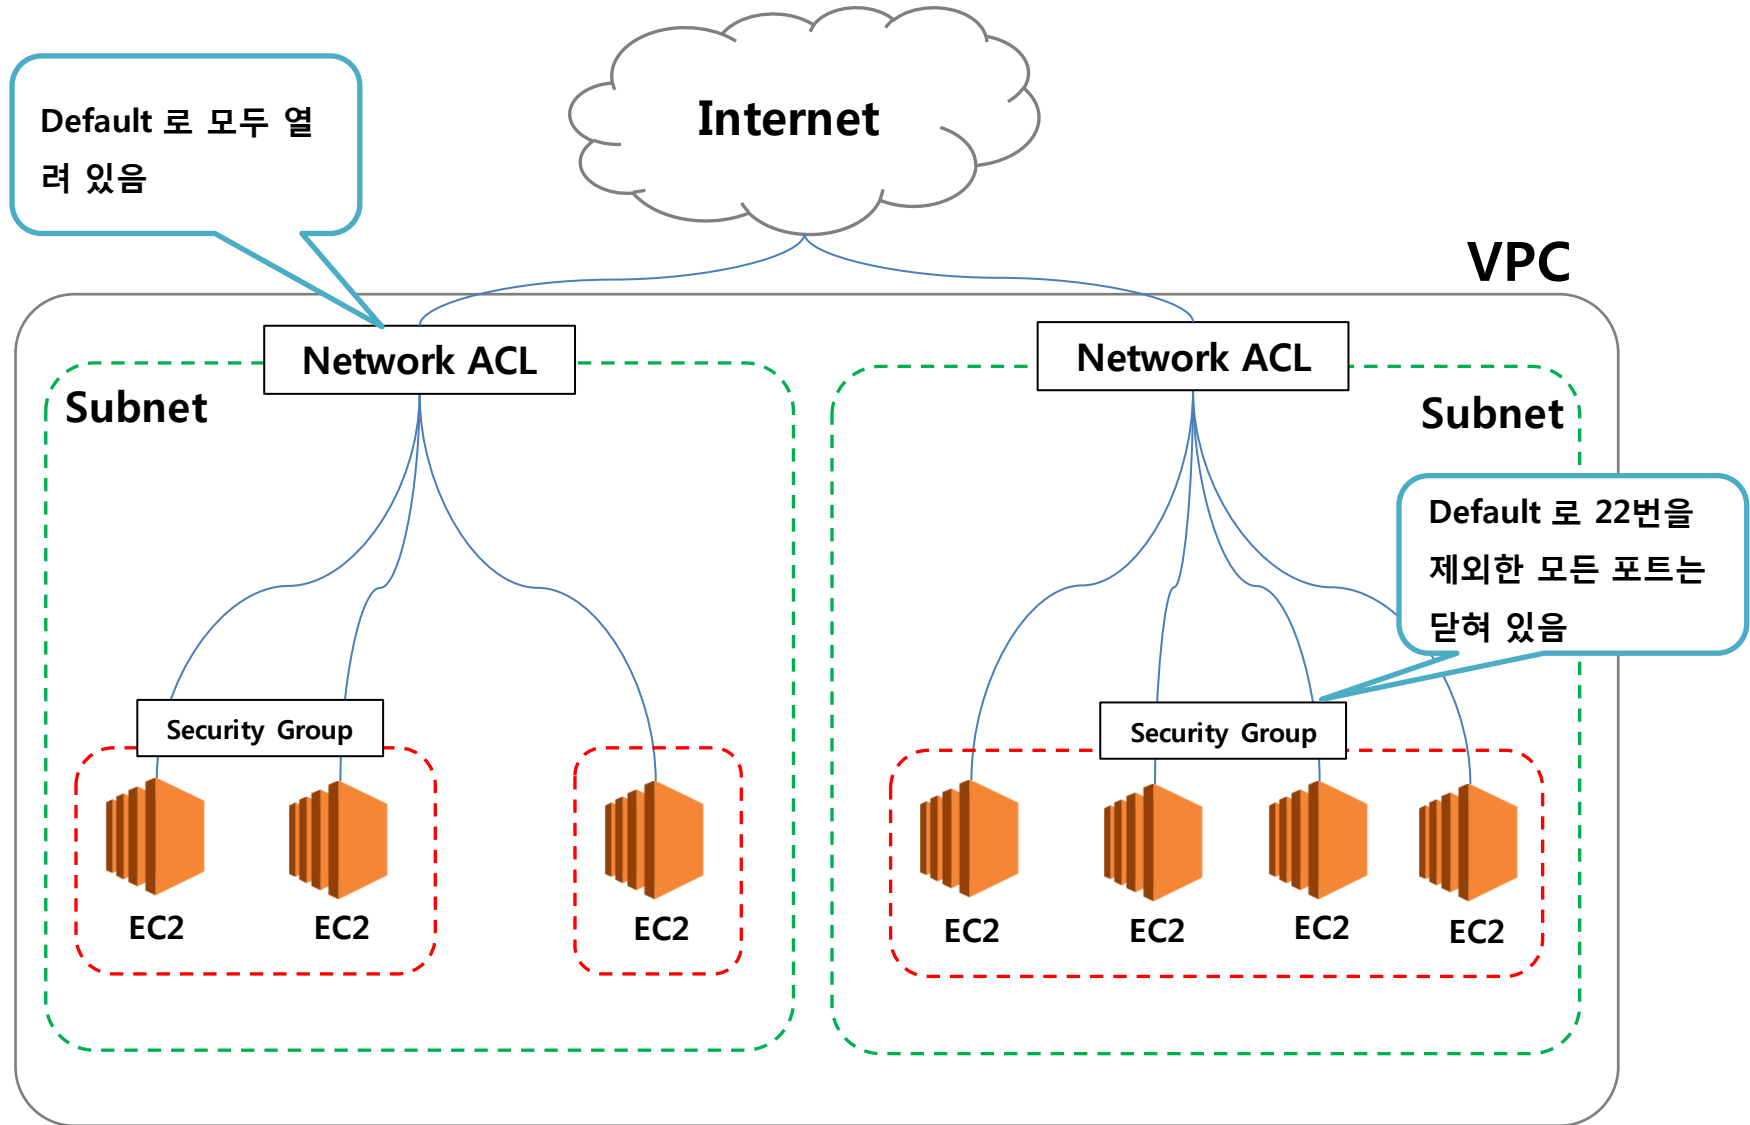 Internet
Default 로 모두 열
려 있음
VPC
Network ACL
Network ACL
Subnet
Subnet
Default 로 22번을
제외한 모든 포트는
닫혀 있음
Security Group
Security Group
EC2
EC2
EC2
EC2
EC2
EC2
EC2